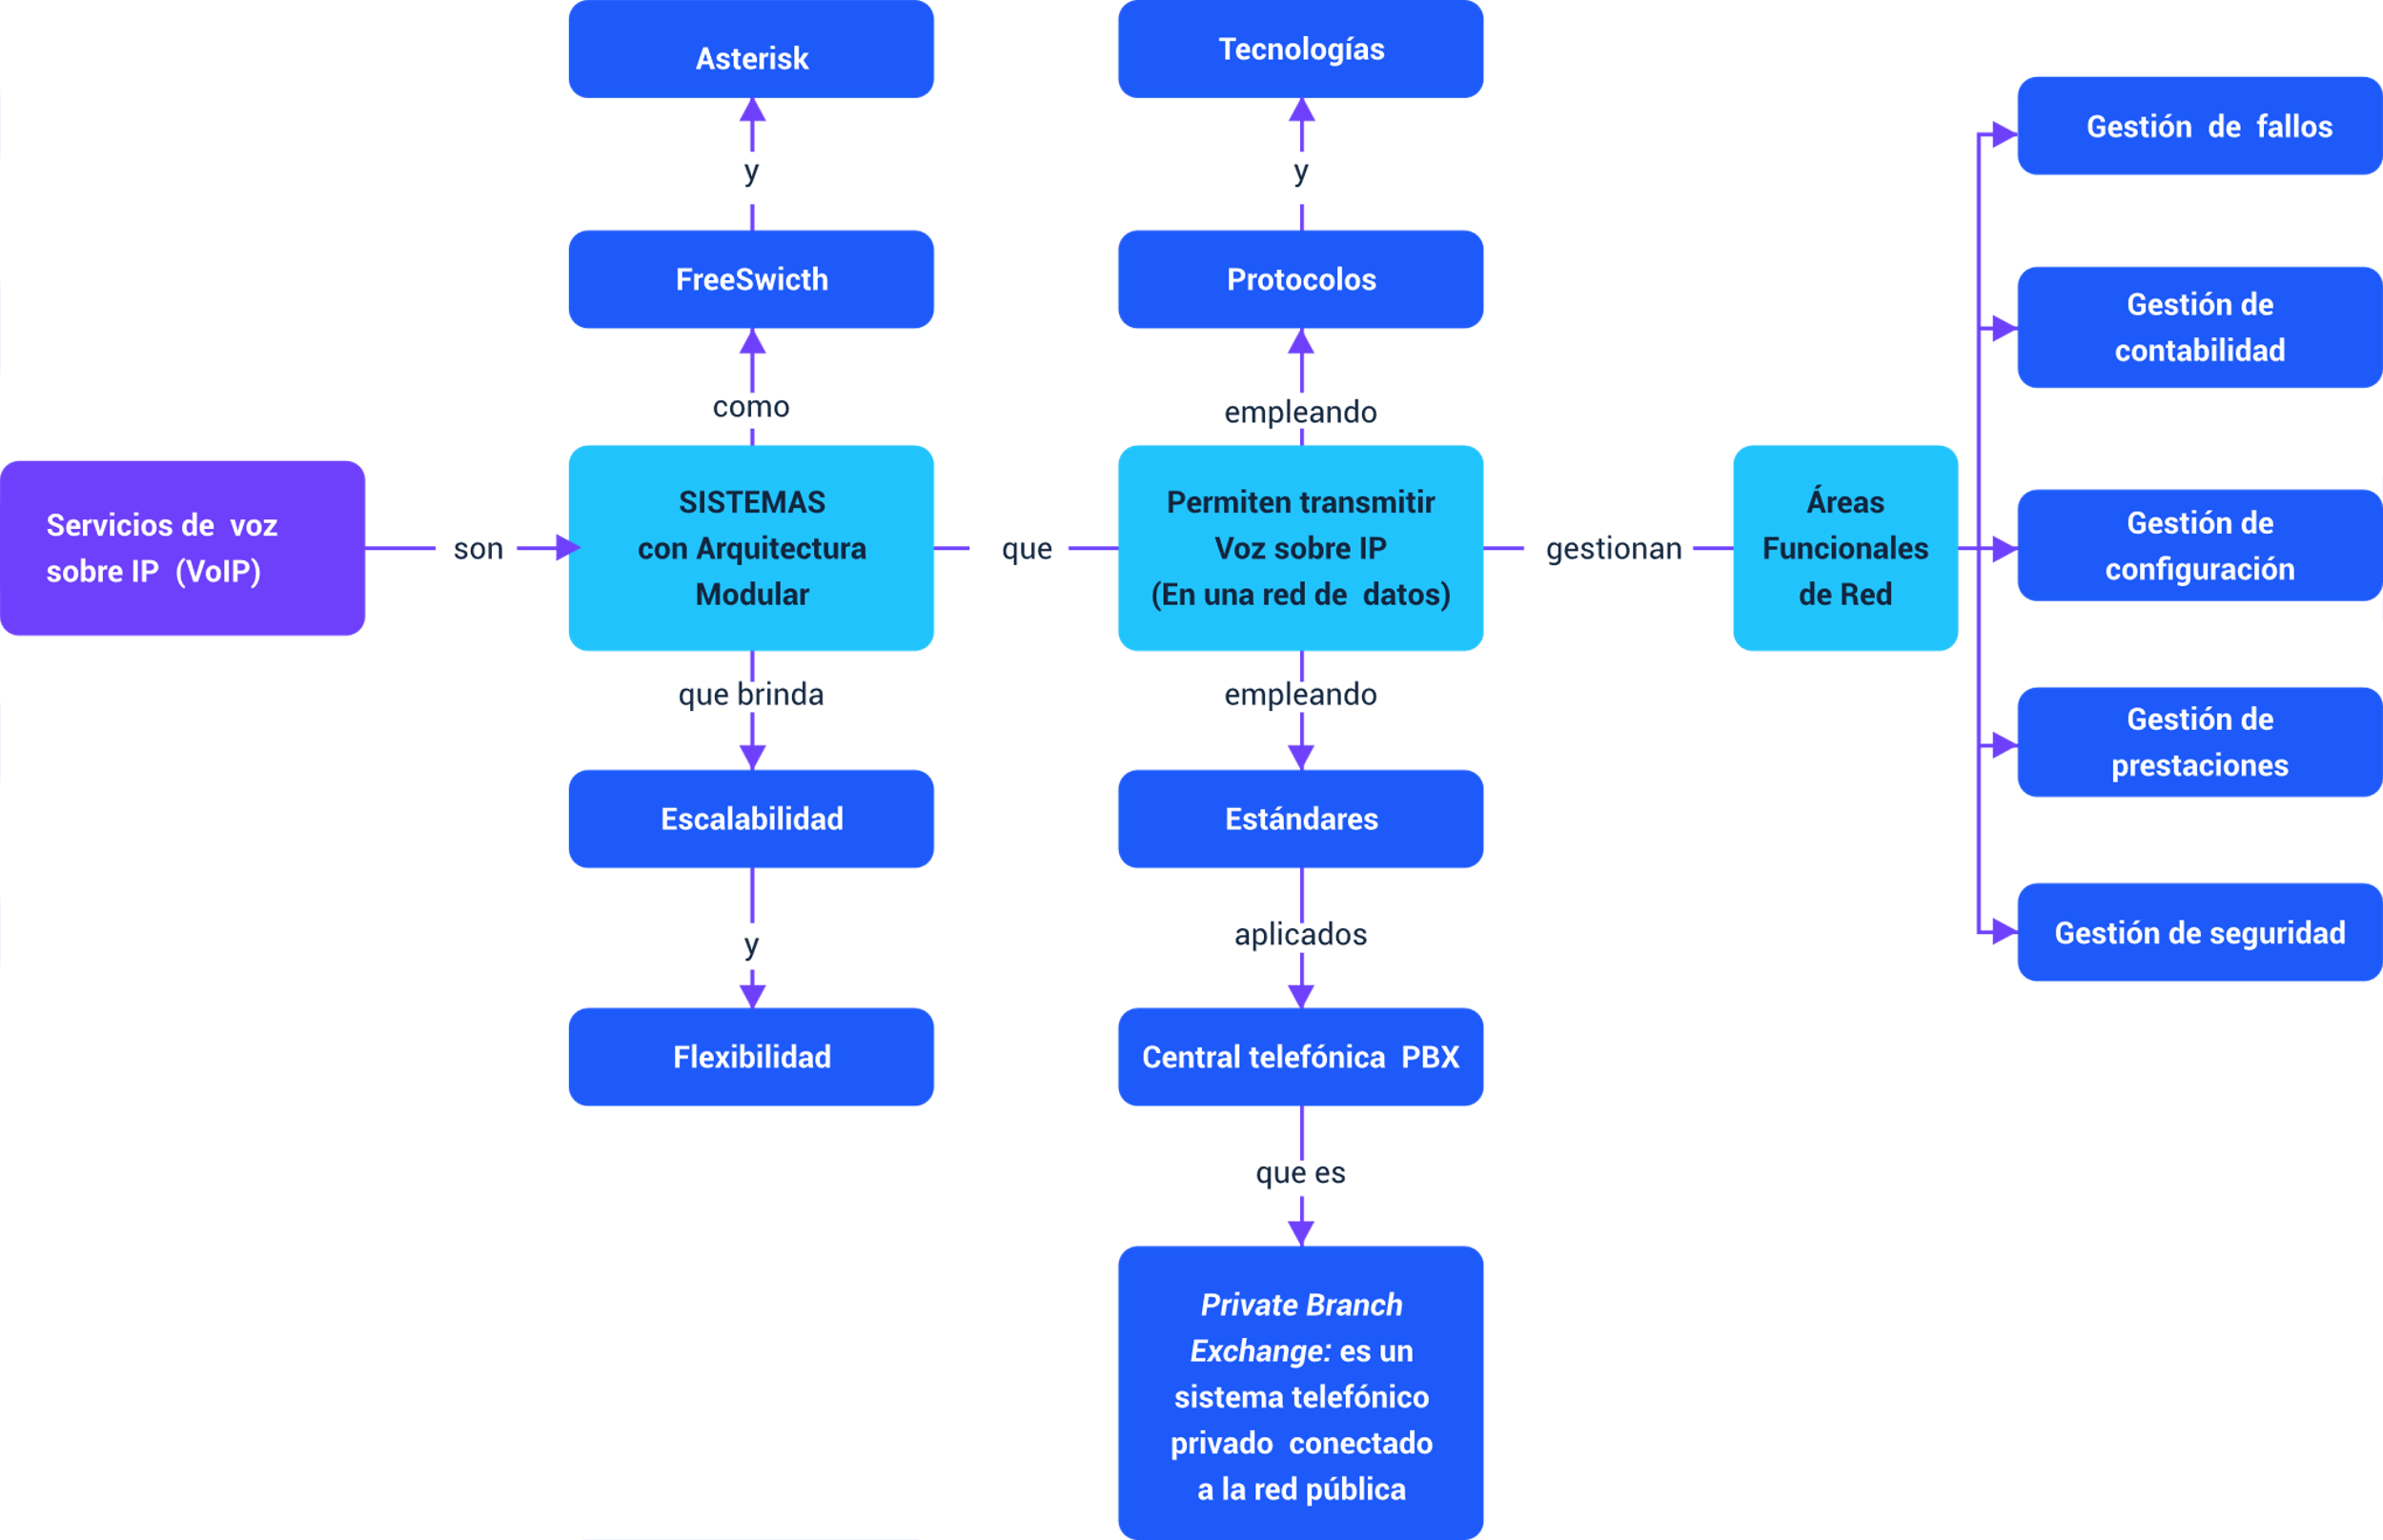 Servicios de voz
sobre IP (VoIP)
son
SISTEMAS
con Arquitectura
Modular
como
FreeSwicth
y
Asterisk
que brinda
Escalabilidad
y
Flexibilidad
que
Permiten transmitir
Voz sobre IP
(En una red de datos)
empleando
Protocolos
y
Tecnologías
empleando
Estándares
aplicados
Central telefónica PBX
que es
Private Branch
Exchange: es un
sistema telefónico
privado conectado
a la red pública
gestionan
Áreas
Funcionales
de Red
Gestión de fallos
Gestión de
contabilidad
Gestión de
configuración
Gestión de
prestaciones
Gestión de seguridad